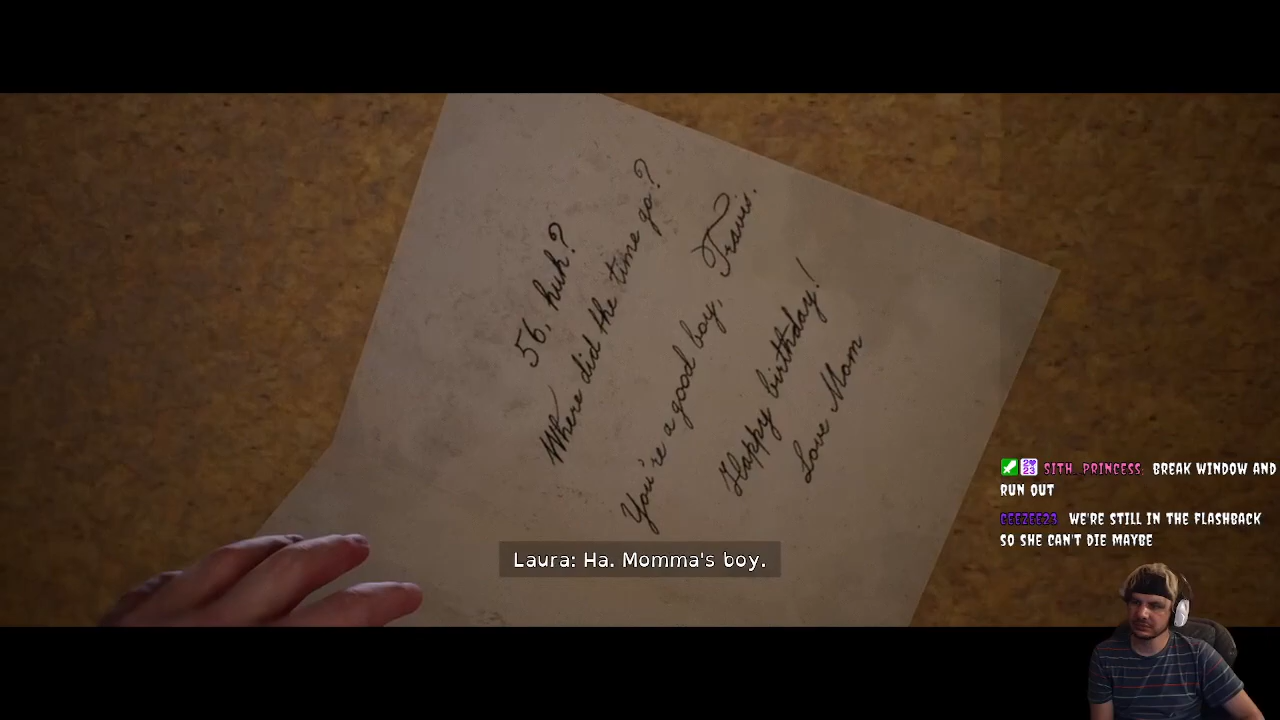 56, huh?
Where did the time go?
You're a good boy, Travis.
Happy birthday!
Love Mom
Laura: Ha. Momma's boy.
SITH_PRINCESS: BREAK WINDOW AND
RUN OUT
CEEZEE23: WE'RE STILL IN THE FLASHBACK
SO SHE CAN'T DIE MAYBE